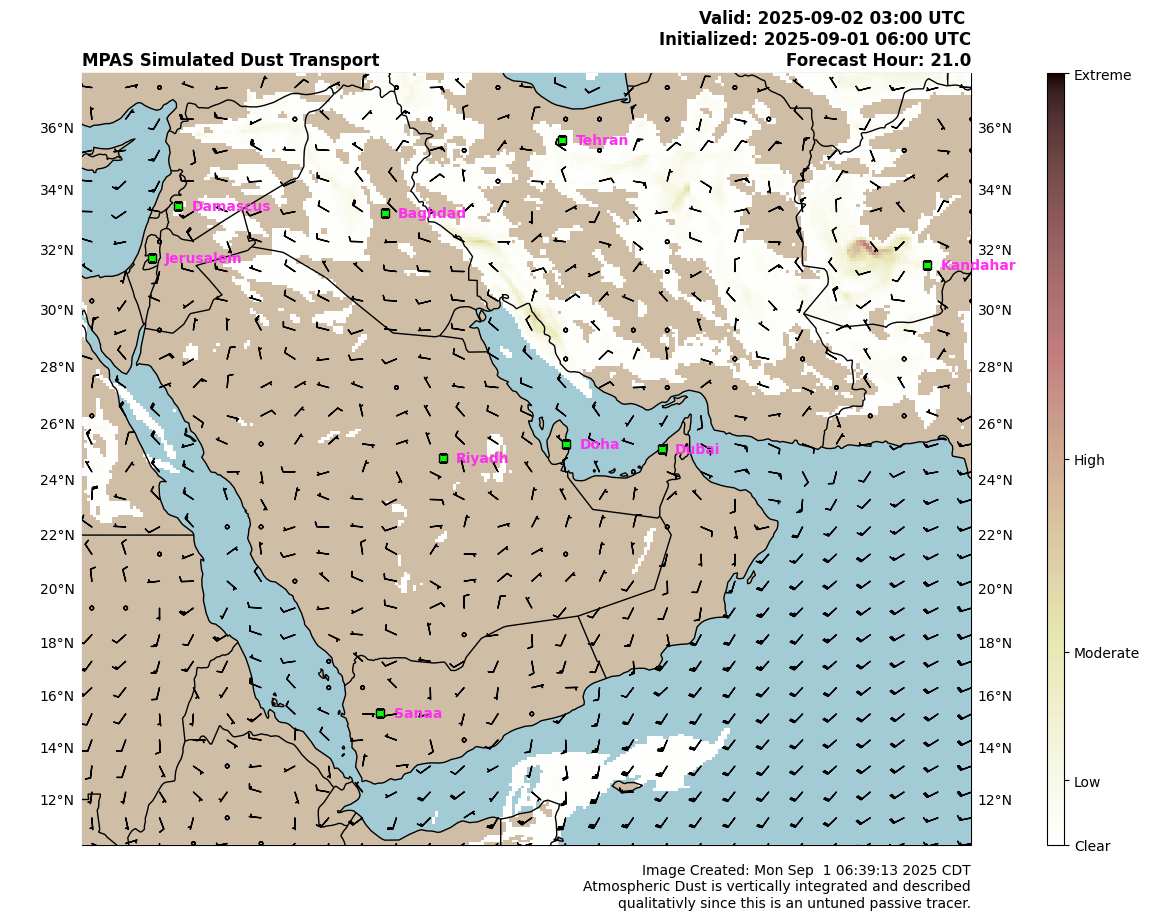 Valid: 2025-09-02 03:00 UTC
Initialized: 2025-09-01 06:00 UTC
MPAS Simulated Dust Transport
Forecast Hour: 21.0
Extreme
36°N
36°N
Tehran
34°N
34°N
Damascus
Baghdad
32°N
32°N
Jerusalem
Kandahar
30°N
30°N
28°N
28°N
26°N
26°N
Doha
Dubai
Riyadh
High
24°N
24°N
22°N
22°N
20°N
20°N
18°N
18°N
Moderate
16°N
16°N
Sanaa
14°N
14°N
Low
12°N
12°N
Clear
Image Created: Mon Sep  1 06:39:13 2025 CDT
Atmospheric Dust is vertically integrated and described
qualitativly since this is an untuned passive tracer.